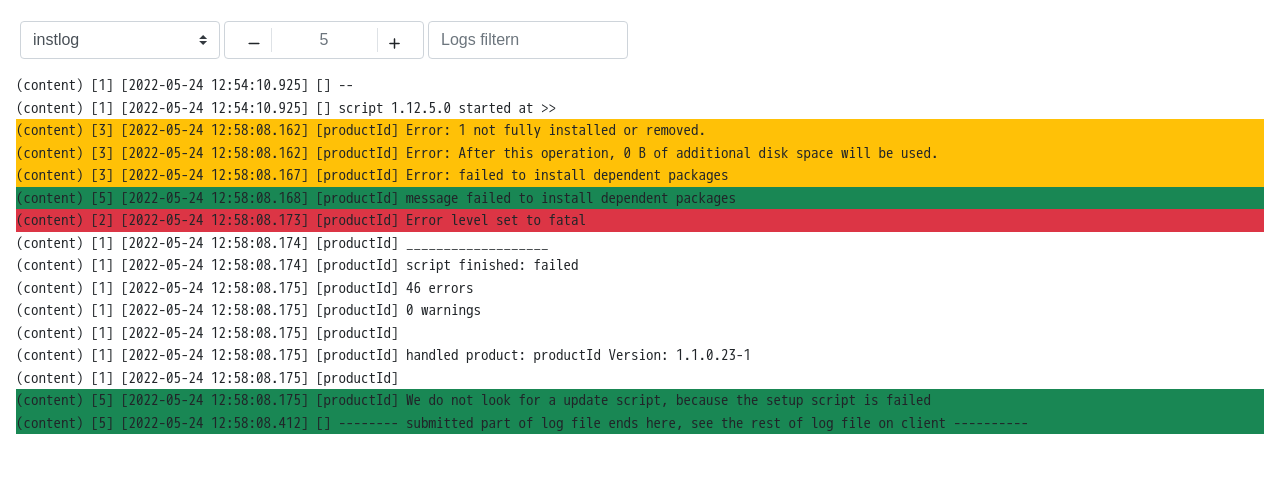 instlog − 5 + Logs filtern
(content) [1] [2022-05-24 12:54:10.925] [] --
(content) [1] [2022-05-24 12:54:10.925] [] script 1.12.5.0 started at >>
(content) [3] [2022-05-24 12:58:08.162] [productId] Error: 1 not fully installed or removed.
(content) [3] [2022-05-24 12:58:08.162] [productId] Error: After this operation, 0 B of additional disk space will be used.
(content) [3] [2022-05-24 12:58:08.167] [productId] Error: failed to install dependent packages
(content) [5] [2022-05-24 12:58:08.168] [productId] message failed to install dependent packages
(content) [2] [2022-05-24 12:58:08.173] [productId] Error level set to fatal
(content) [1] [2022-05-24 12:58:08.174] [productId] ___________________
(content) [1] [2022-05-24 12:58:08.174] [productId] script finished: failed
(content) [1] [2022-05-24 12:58:08.175] [productId] 46 errors
(content) [1] [2022-05-24 12:58:08.175] [productId] 0 warnings
(content) [1] [2022-05-24 12:58:08.175] [productId]
(content) [1] [2022-05-24 12:58:08.175] [productId] handled product: productId Version: 1.1.0.23-1
(content) [1] [2022-05-24 12:58:08.175] [productId]
(content) [5] [2022-05-24 12:58:08.175] [productId] We do not look for a update script, because the setup script is failed
(content) [5] [2022-05-24 12:58:08.412] [] -------- submitted part of log file ends here, see the rest of log file on client ----------